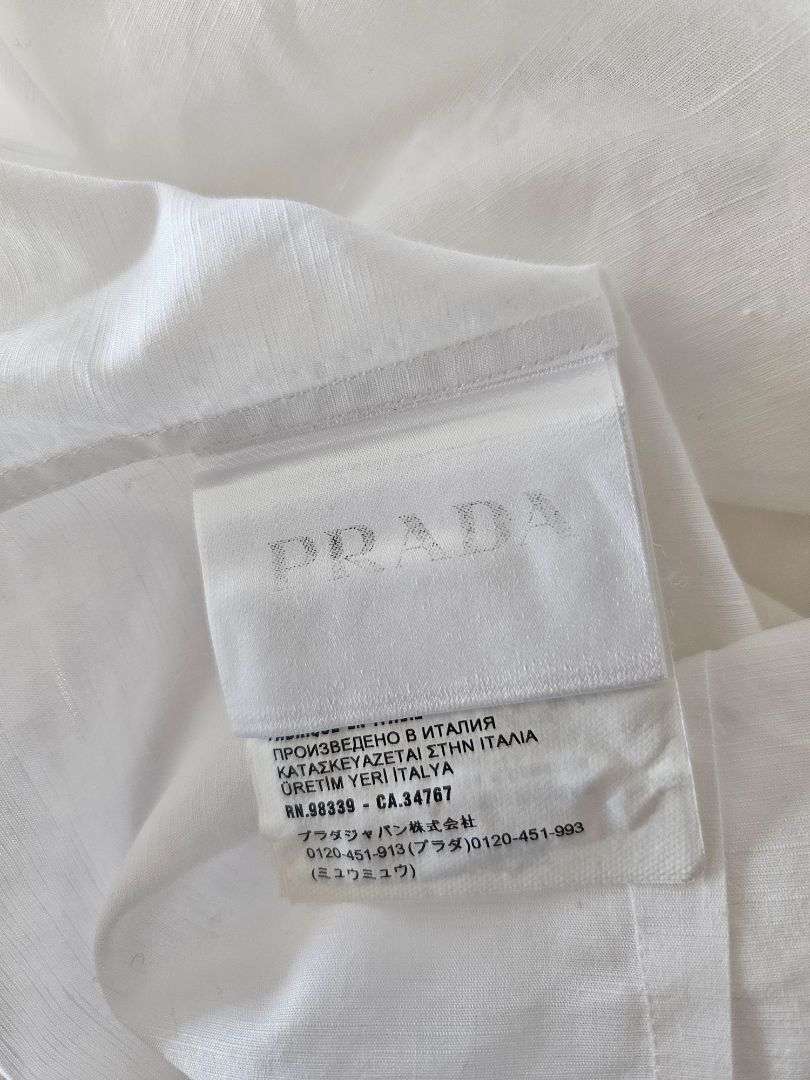 PRADA
ПРОИЗВЕДЕНО В ИТАЛИЯ
ΚΑΤΑΣΚΕΥΑΖΕΤΑΙ ΣΤΗΝ ΙΤΑΛΙΑ
ÜRETİM YERİ İTALYA
RN.98339 - CA.34767
プラダジャパン株式会社
0120-451-913(プラダ)0120-451-993
(ミュウミュウ)